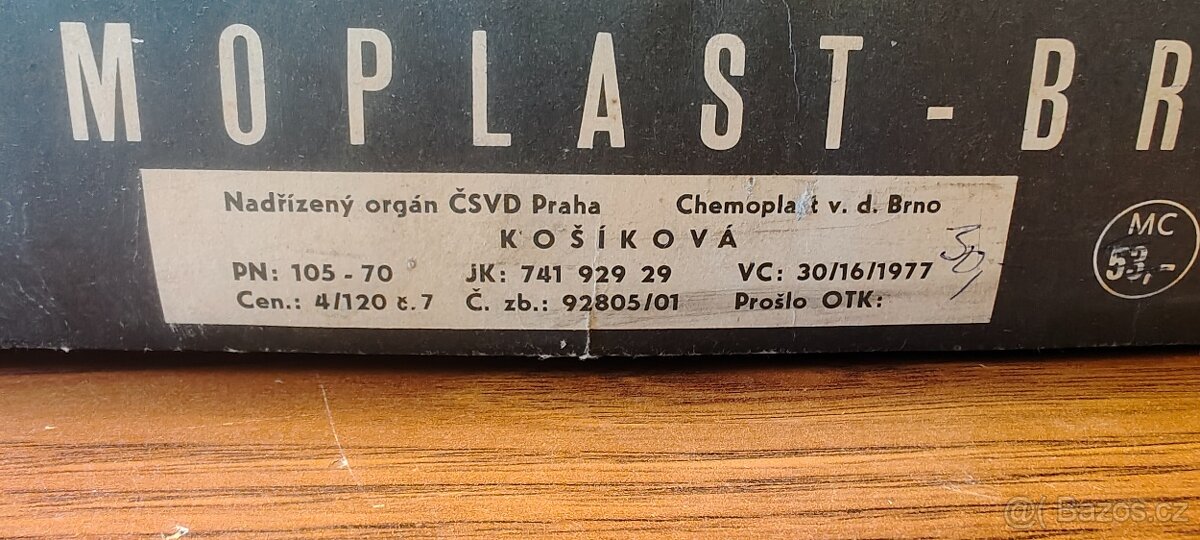 MOPLAST-BR
Nadřízený orgán ČSVD Praha Chemoplast v. d. Brno
KOŠÍKOVÁ
PN: 105-70 JK: 741 929 29 VC: 30/16/1977
Cen.: 4/120 č.7 Č. zb.: 92805/01 Prošlo OTK:
MC
53,-
@( Bazos.cz